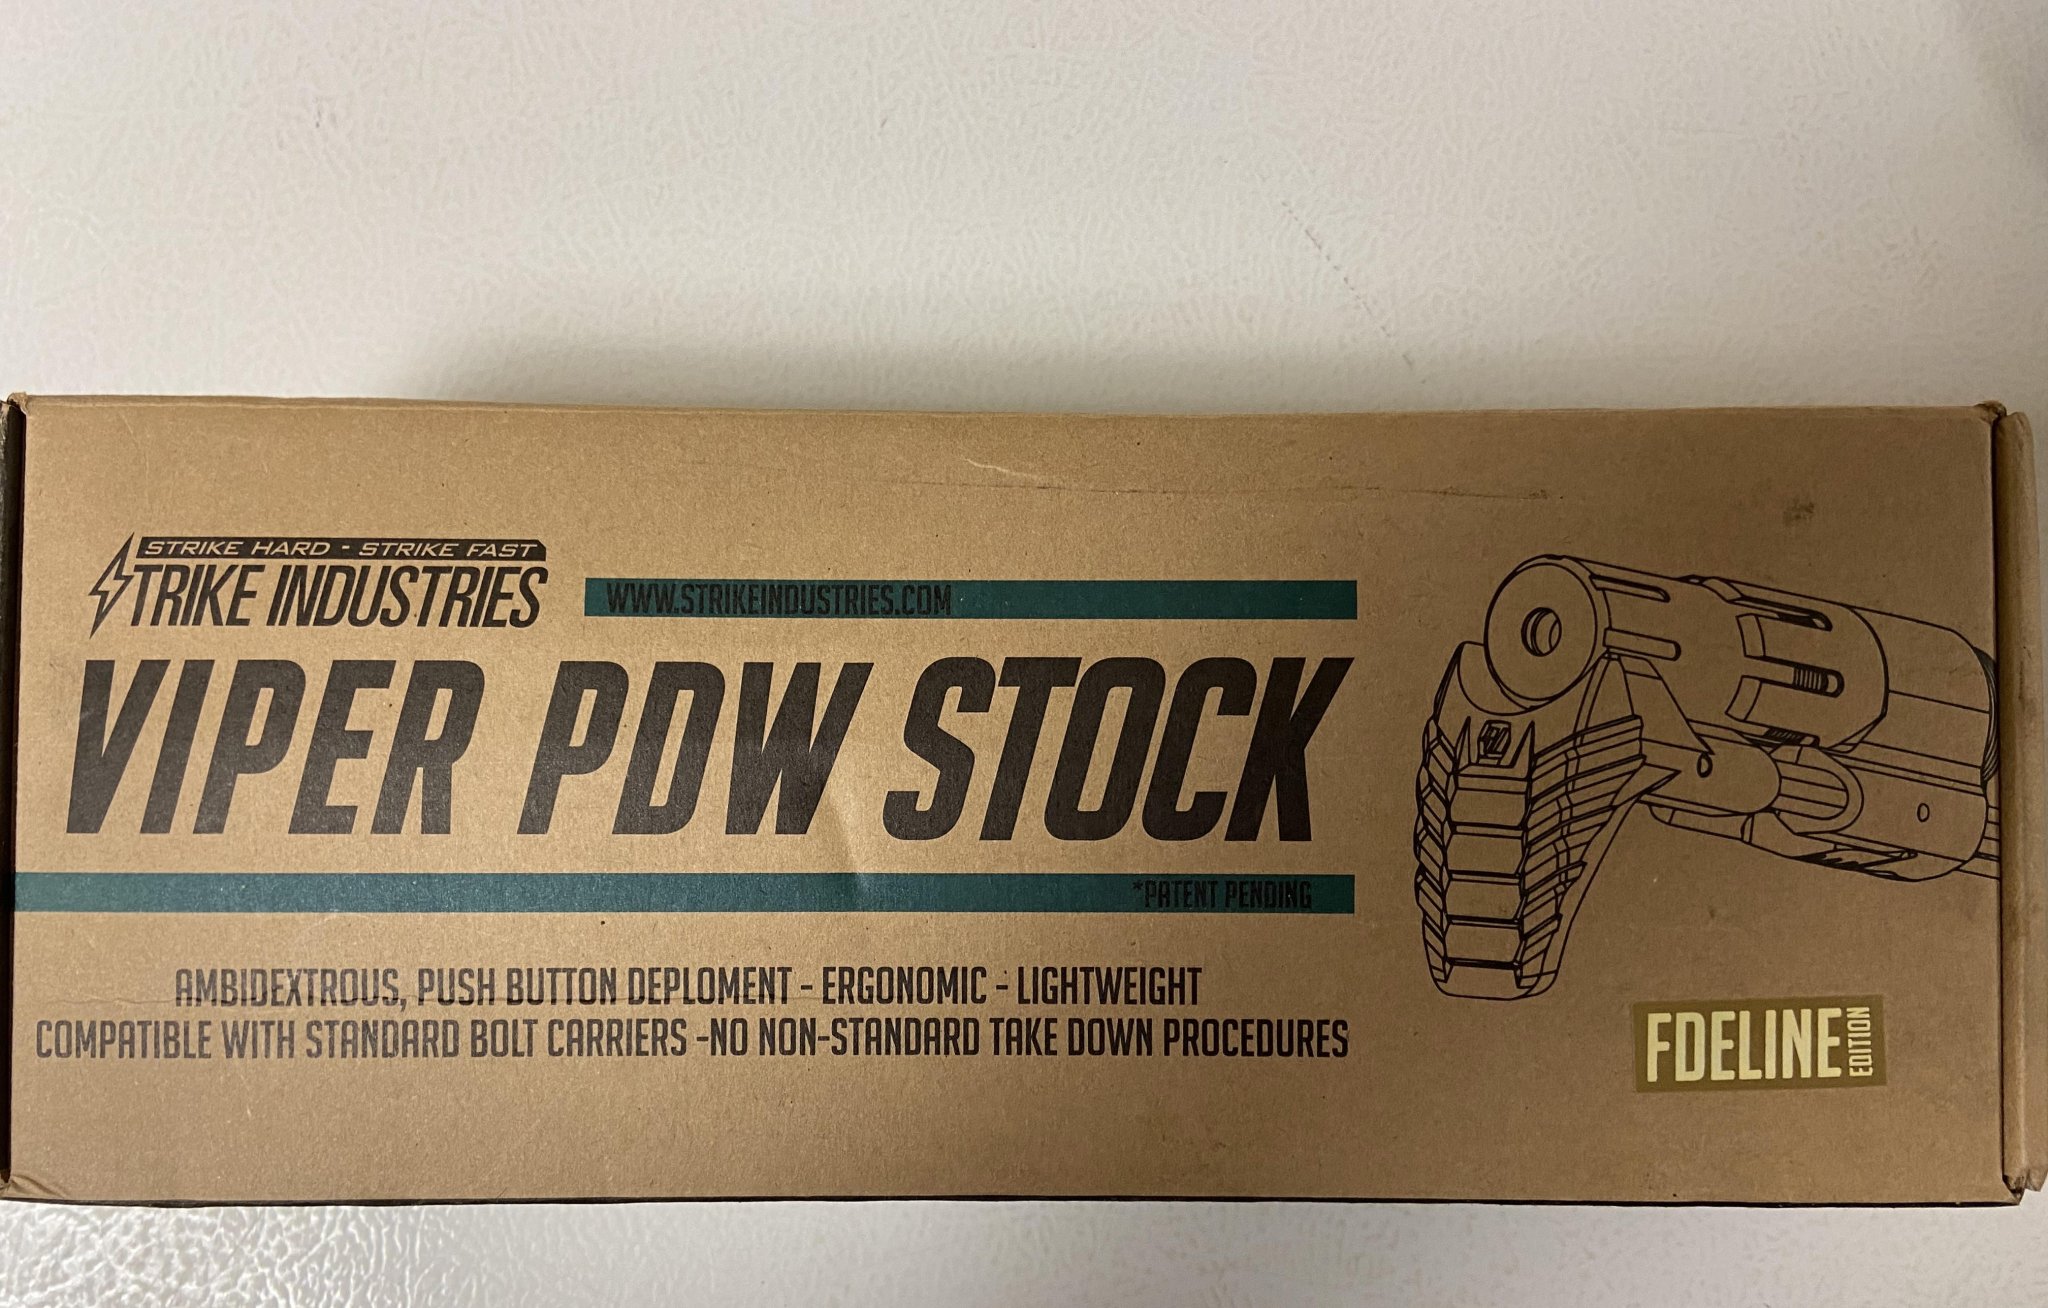 STRIKE HARD - STRIKE FAST
STRIKE INDUSTRIES
WWW.STRIKEINDUSTRIES.COM
VIPER PDW STOCK
*PATENT PENDING
AMBIDEXTROUS, PUSH BUTTON DEPLOMENT - ERGONOMIC - LIGHTWEIGHT
COMPATIBLE WITH STANDARD BOLT CARRIERS -NO NON-STANDARD TAKE DOWN PROCEDURES
FDELINE EDITION